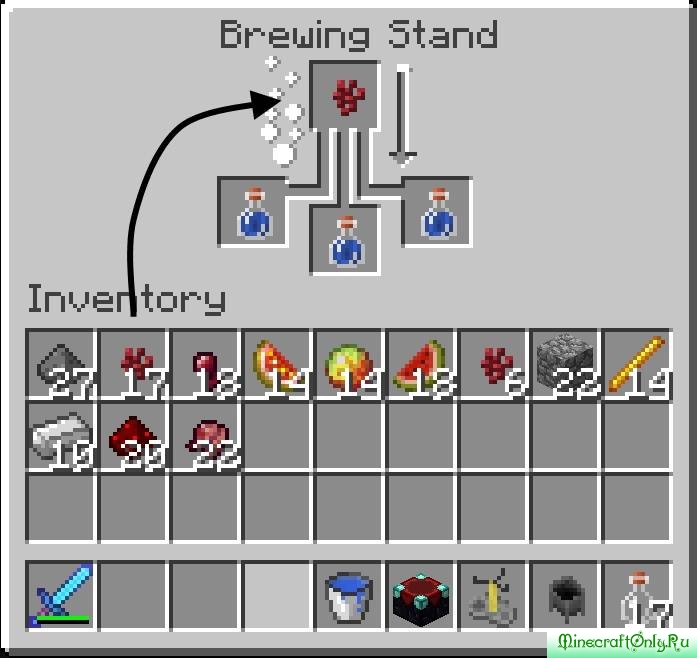 Brewing Stand
Inventory
27 17 18 14 14 18 6 22 14
10 20 22
17
MinecraftOnly.Ru